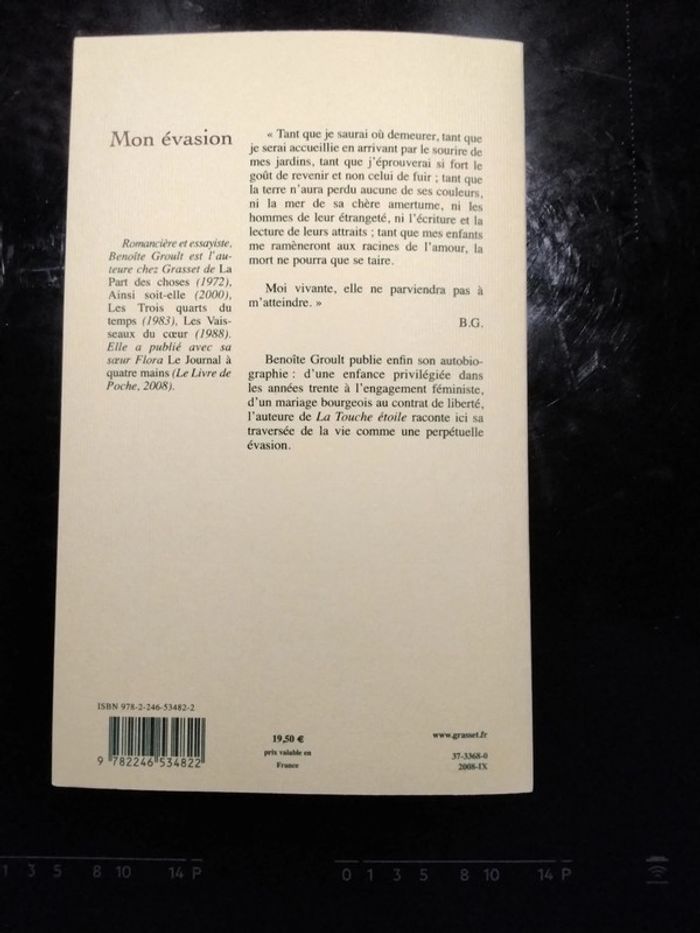 Mon évasion
Romancière et essayiste,
Benoîte Groult est l'au-
teure chez Grasset de La
Part des choses (1972),
Ainsi soit-elle (2000),
Les Trois quarts du
temps (1983), Les Vais-
seaux du cœur (1988).
Elle a publié avec sa
sœur Flora Le Journal à
quatre mains (Le Livre de
Poche, 2008).
« Tant que je saurai où demeurer, tant que
je serai accueillie en arrivant par le sourire de
mes jardins, tant que j'éprouverai si fort le
goût de revenir et non celui de fuir ; tant que
la terre n'aura perdu aucune de ses couleurs,
ni la mer de sa chère amertume, ni les
hommes de leur étrangeté, ni l'écriture et la
lecture de leurs attraits ; tant que mes enfants
me ramèneront aux racines de l'amour, la
mort ne pourra que se taire.
Moi vivante, elle ne parviendra pas à
m'atteindre. »
B.G.
Benoîte Groult publie enfin son autobio-
graphie : d'une enfance privilégiée dans
les années trente à l'engagement féministe,
d'un mariage bourgeois au contrat de liberté,
l'auteure de La Touche étoile raconte ici sa
traversée de la vie comme une perpétuelle
évasion.
ISBN 978-2-246-53482-2
9 782246 534822
19,50 €
prix valable en
France
www.grasset.fr
37-3368-0
2008-IX
1 3 5 8 10 14 P
0 1 3 5 8 10 14 P